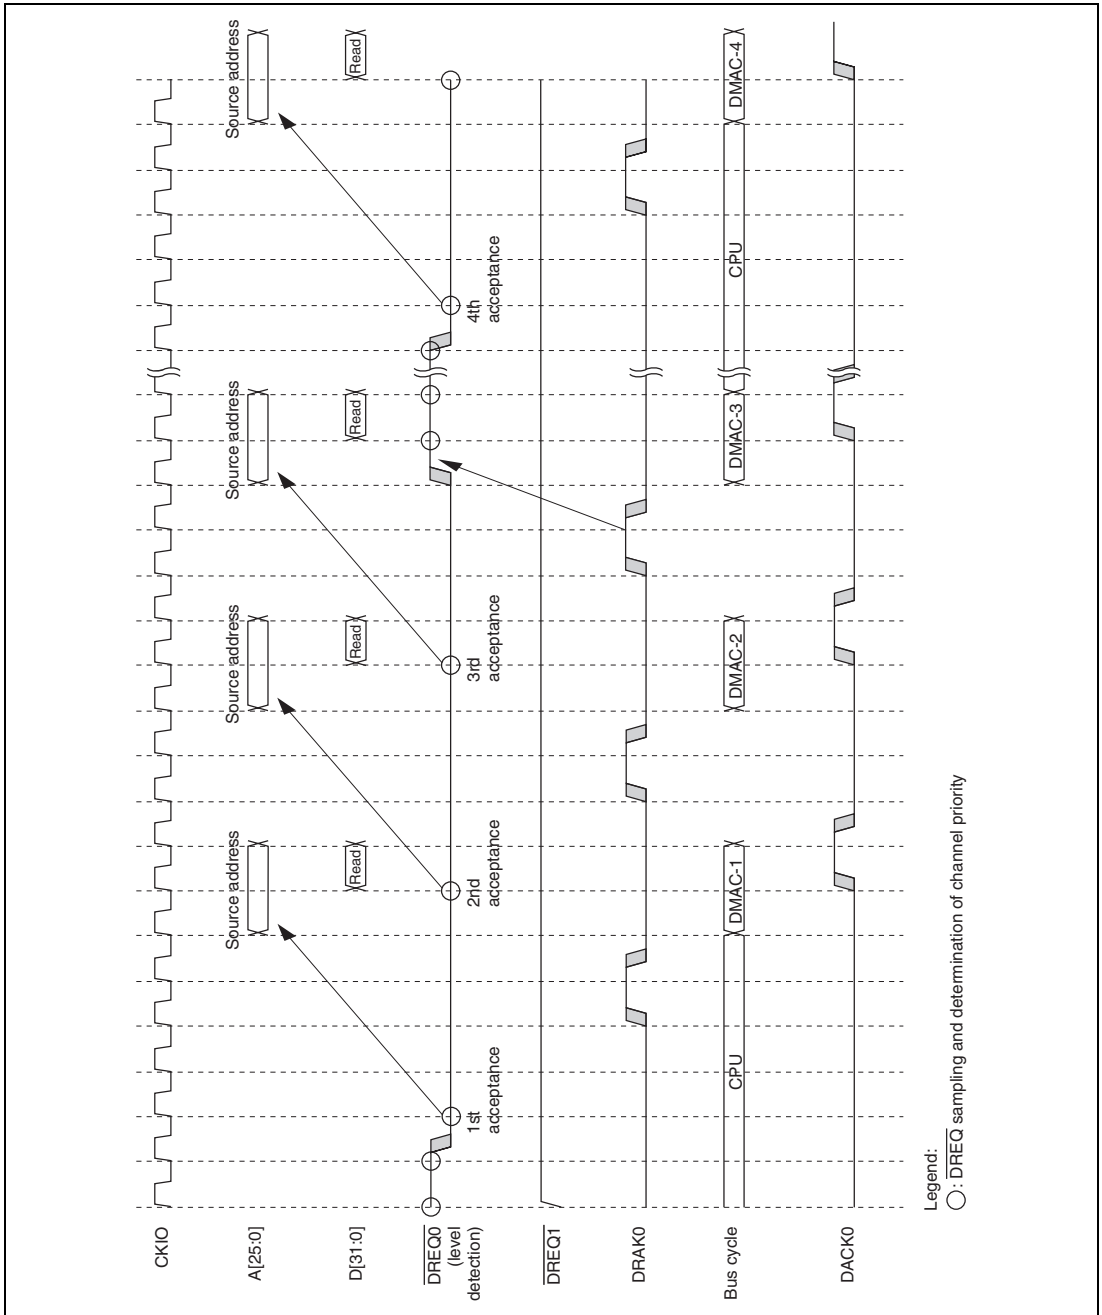 CKIO
A[25:0]
Source address
Source address
Source address
Source address
D[31:0]
Read
Read
Read
Read
DREQ0
(level
detection)
1st
acceptance
2nd
acceptance
3rd
acceptance
4th
acceptance
DREQ1
DRAK0
Bus cycle
CPU
DMAC-1
DMAC-2
DMAC-3
CPU
DMAC-4
DACK0
Legend:
: DREQ sampling and determination of channel priority